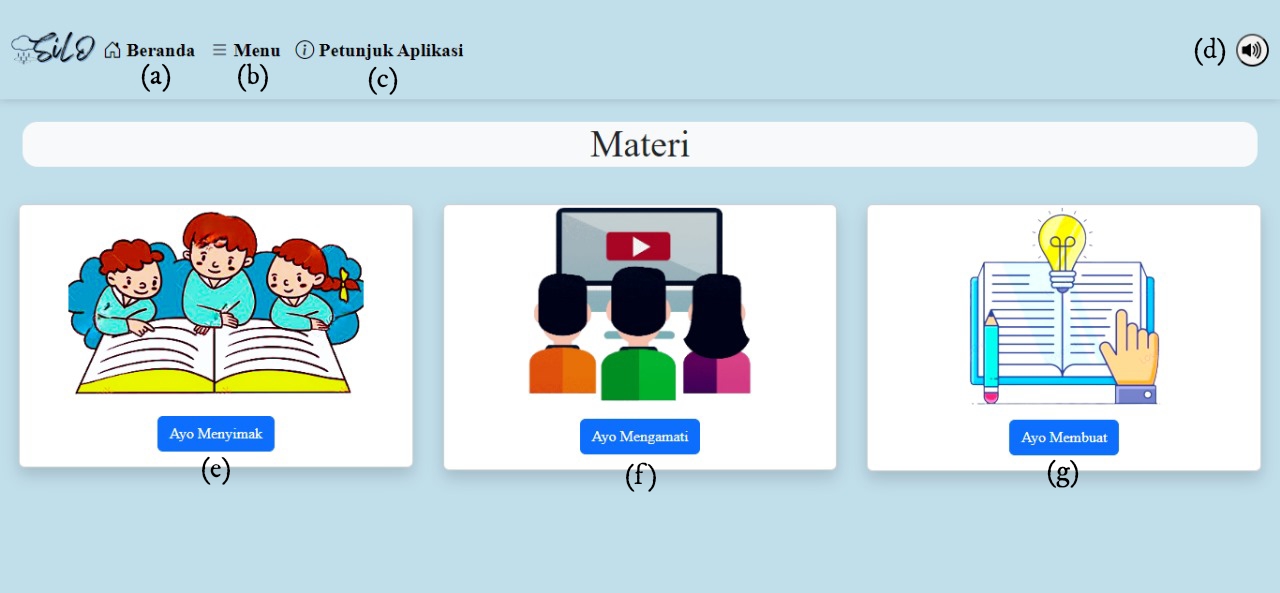 SiLO Beranda Menu Petunjuk Aplikasi (d)
(a) (b) (c)
Materi
Ayo Menyimak Ayo Mengamati Ayo Membuat
(e) (f) (g)